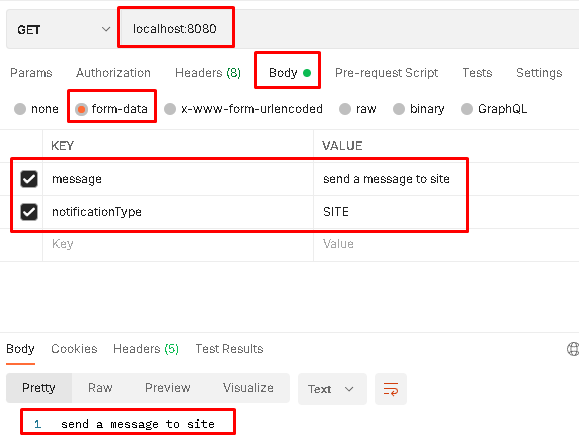 GET localhost:8080
Params Authorization Headers (8) Body Pre-request Script Tests Settings
none form-data x-www-form-urlencoded raw binary GraphQL
KEY VALUE
message send a message to site
notificationType SITE
Key Value
Body Cookies Headers (5) Test Results
Pretty Raw Preview Visualize Text
1 send a message to site